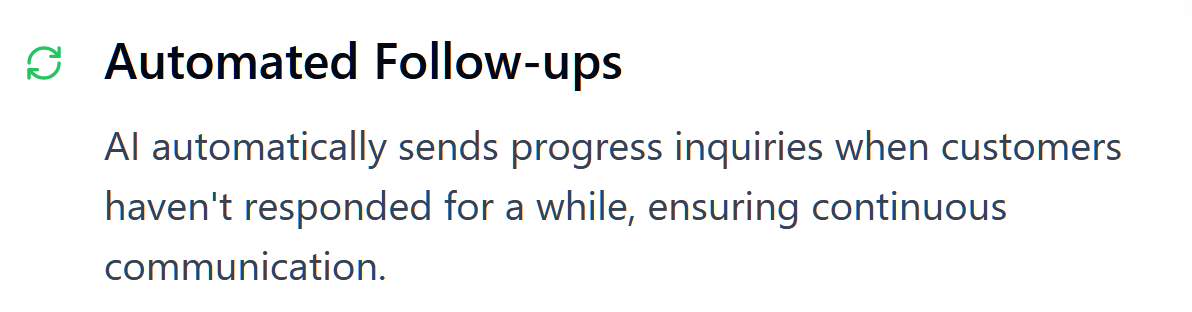 Automated Follow-ups
AI automatically sends progress inquiries when customers
haven't responded for a while, ensuring continuous
communication.